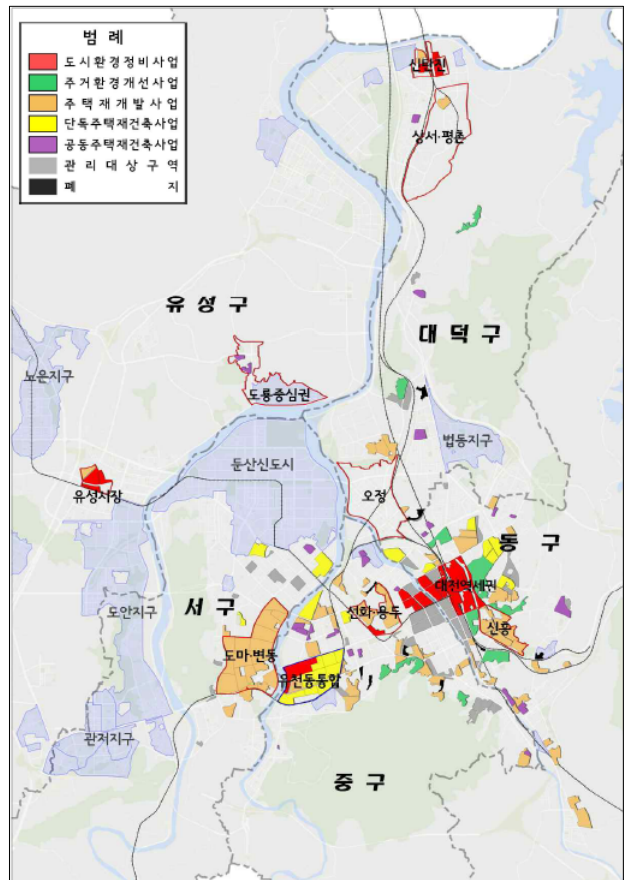 범 례
도시환경정비사업
주거환경개선사업
주택재개발사업
단독주택재건축사업
공동주택재건축사업
관리대상구역
폐 지
신탄진
상서·평촌
유성구
대덕구
노은지구
도룡중심권
법동지구
둔산신도시
유성시장
오정
동구
대전역세권
서구
도안지구
선화·용두
신흥
도마·변동
유천동통합
관저지구
중구